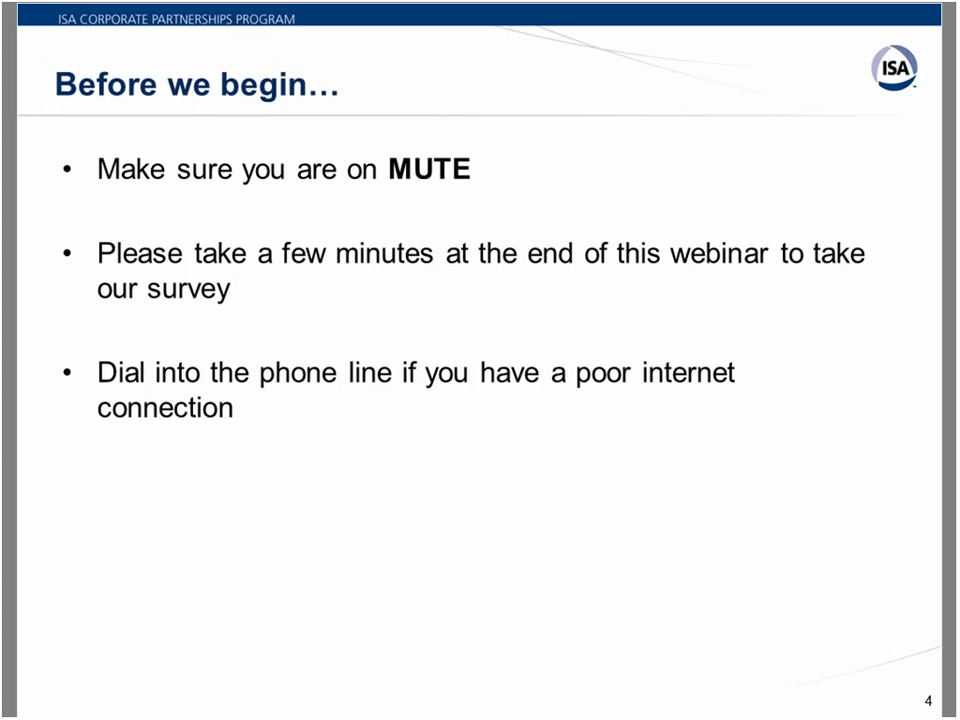 ISA CORPORATE PARTNERSHIPS PROGRAM
Before we begin…
ISA
• Make sure you are on MUTE
• Please take a few minutes at the end of this webinar to take
our survey
• Dial into the phone line if you have a poor internet
connection
4